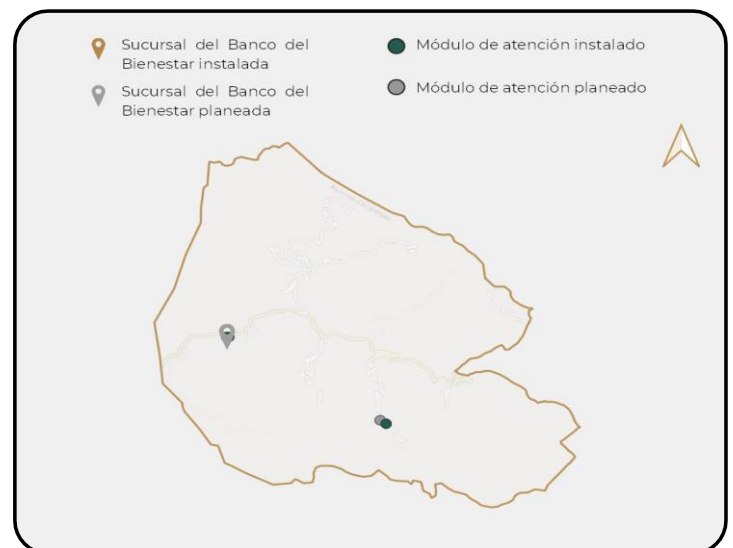 Sucursal del Banco del
Bienestar instalada
Sucursal del Banco del
Bienestar planeada
Módulo de atención instalado
Módulo de atención planeado